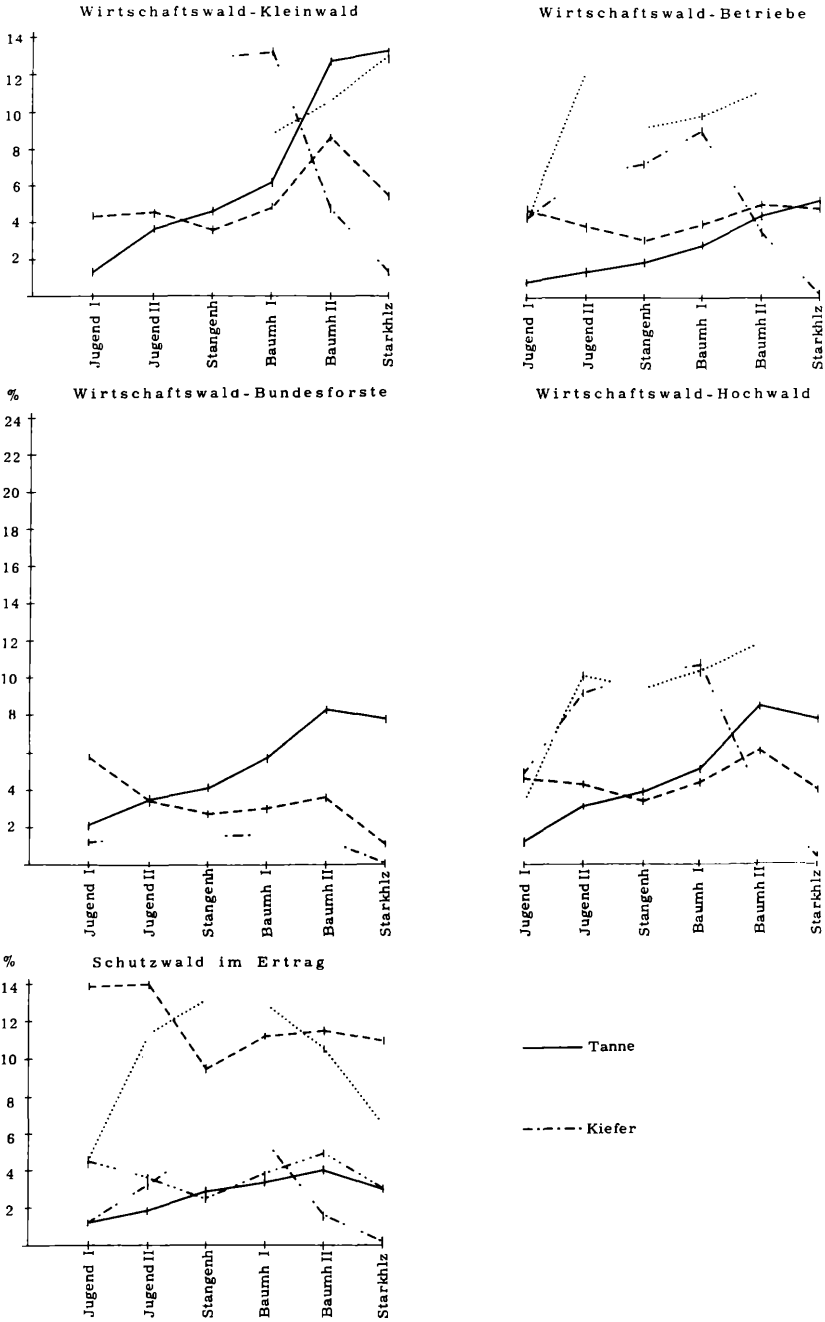 Wirtschaftswald-Kleinwald
14
12
10
8
6
4
2
Jugend I
Jugend II
Stangenh
Baumh I
Baumh II
Starkhlz
Wirtschaftswald-Betriebe
Jugend I
Jugend II
Stangenh
Baumh I
Baumh II
Starkhlz
% Wirtschaftswald-Bundesforste
24
22
20
18
16
14
12
10
8
4
2
Jugend I
Jugend II
Stangenh
Baumh I
Baumh II
Starkhlz
Wirtschaftswald-Hochwald
Jugend I
Jugend II
Stangenh
Baumh I
Baumh II
Starkhlz
% Schutzwald im Ertrag
14
12
10
8
6
4
2
Jugend I
Jugend II
Stangenh
Baumh I
Baumh II
Starkhlz
Tanne
Kiefer